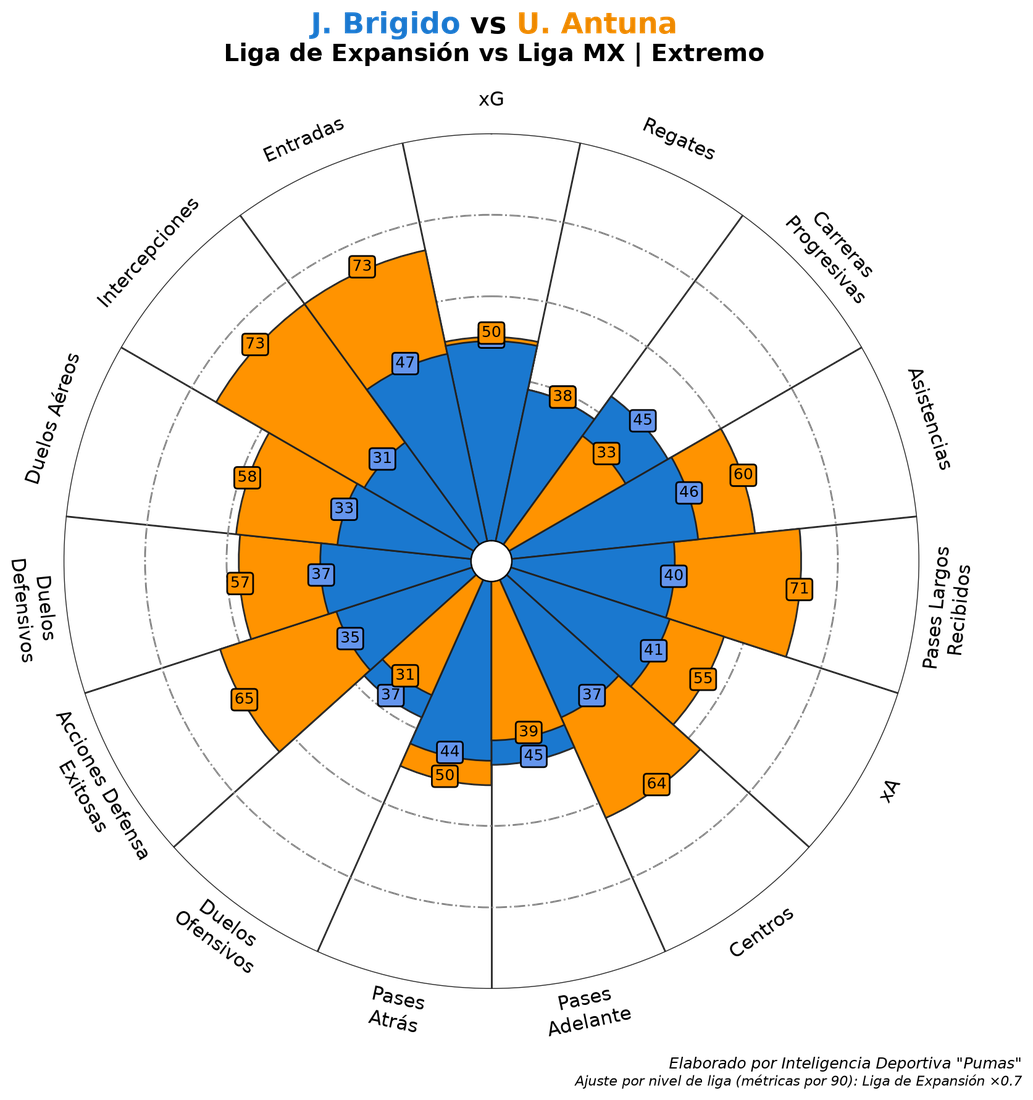 J. Brigido vs U. Antuna
Liga de Expansión vs Liga MX | Extremo
xG
Regates
Carreras
Progresivas
Asistencias
Pases Largos
Recibidos
xA
Centros
Pases
Adelante
Pases
Atrás
Duelos
Ofensivos
Acciones Defensa
Exitosas
Duelos
Defensivos
Duelos Aéreos
Intercepciones
Entradas
50
38
45
33
46
60
40
71
41
55
37
64
39
45
44
50
31
37
35
65
37
57
33
58
31
73
47
73
Elaborado por Inteligencia Deportiva "Pumas"
Ajuste por nivel de liga (métricas por 90): Liga de Expansión ×0.7